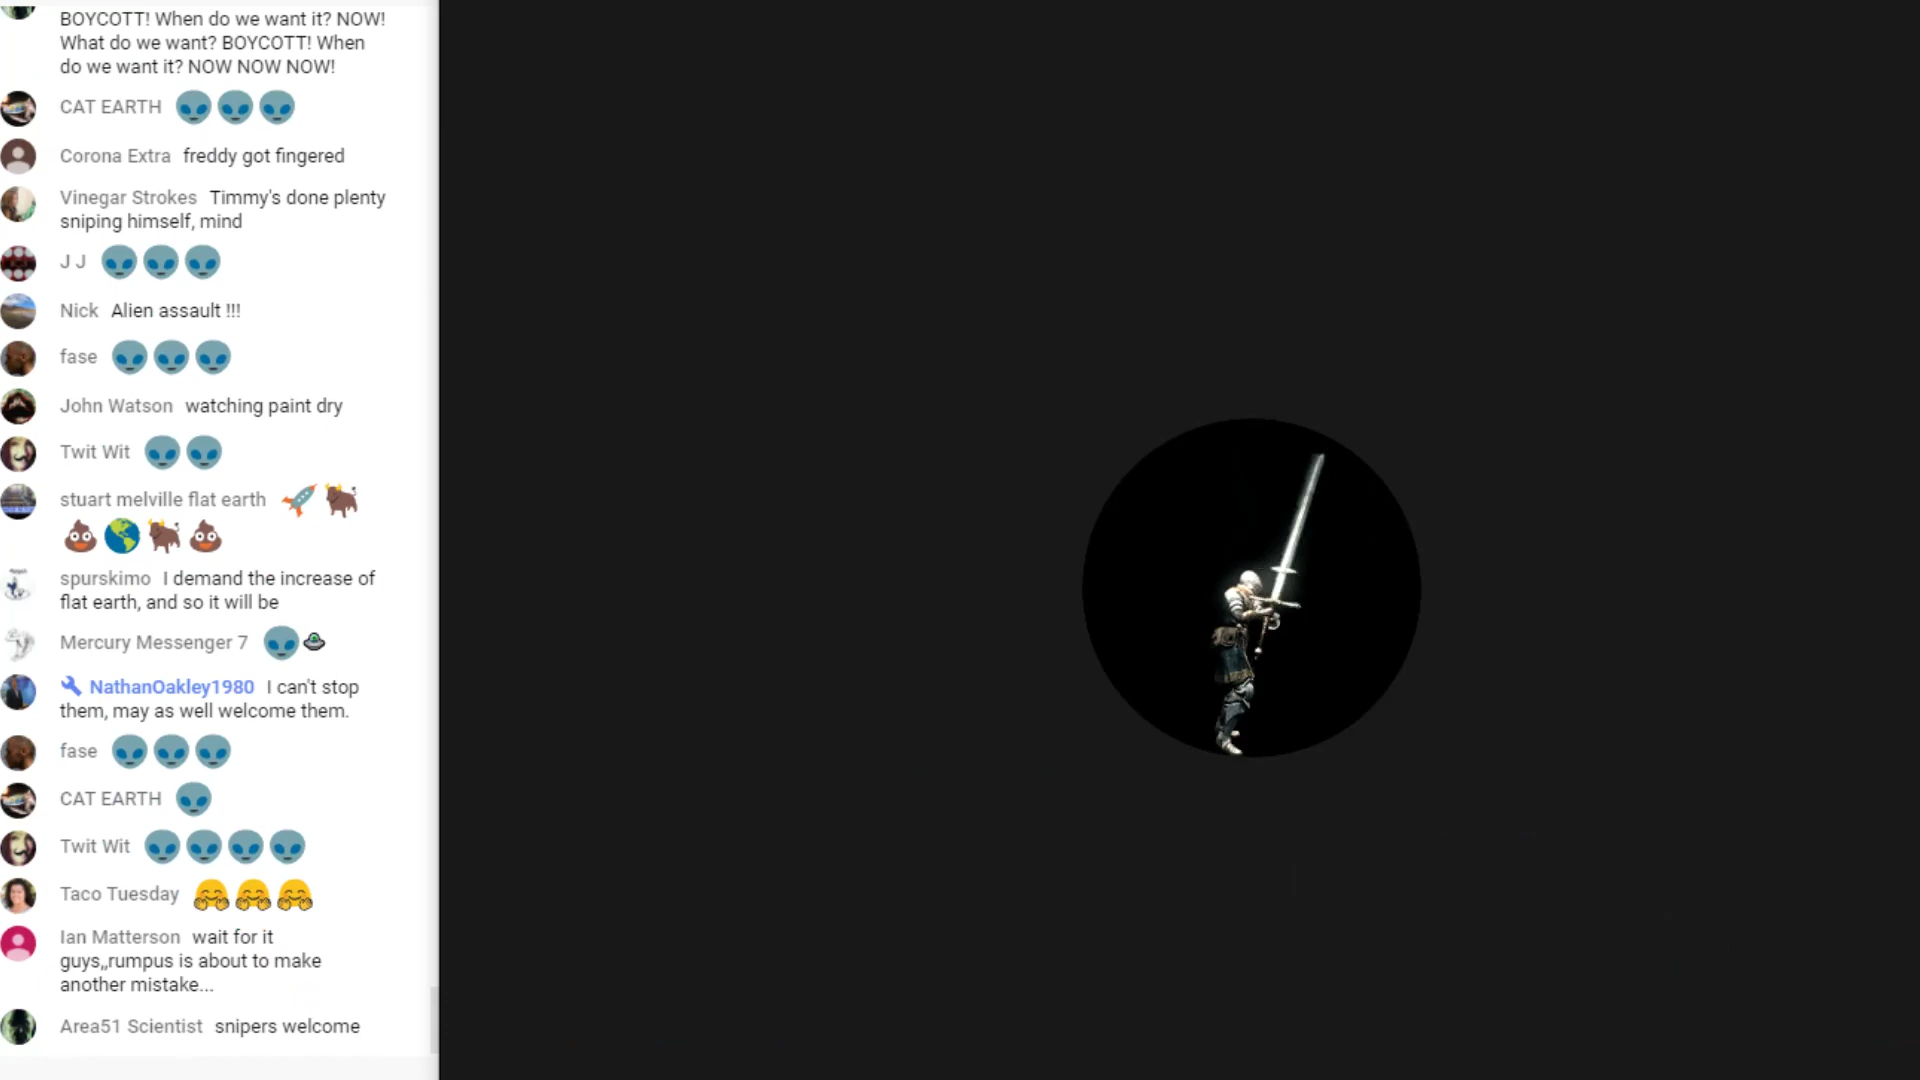 BOYCOTT! When do we want it? NOW!
What do we want? BOYCOTT! When
do we want it? NOW NOW NOW!
CAT EARTH 👽👽👽
Corona Extra freddy got fingered
Vinegar Strokes Timmy's done plenty
sniping himself, mind
J J 👽👽👽
Nick Alien assault !!!
fase 👽👽👽
John Watson watching paint dry
Twit Wit 👽👽
stuart melville flat earth 🚀🐂
💩🌎🐂💩
spurskimo I demand the increase of
flat earth, and so it will be
Mercury Messenger 7 👽🛸
NathanOakley1980 I can't stop
them, may as well welcome them.
fase 👽👽👽
CAT EARTH 👽
Twit Wit 👽👽👽👽
Taco Tuesday 🤗🤗🤗
Ian Matterson wait for it
guys,,rumpus is about to make
another mistake...
Area51 Scientist snipers welcome